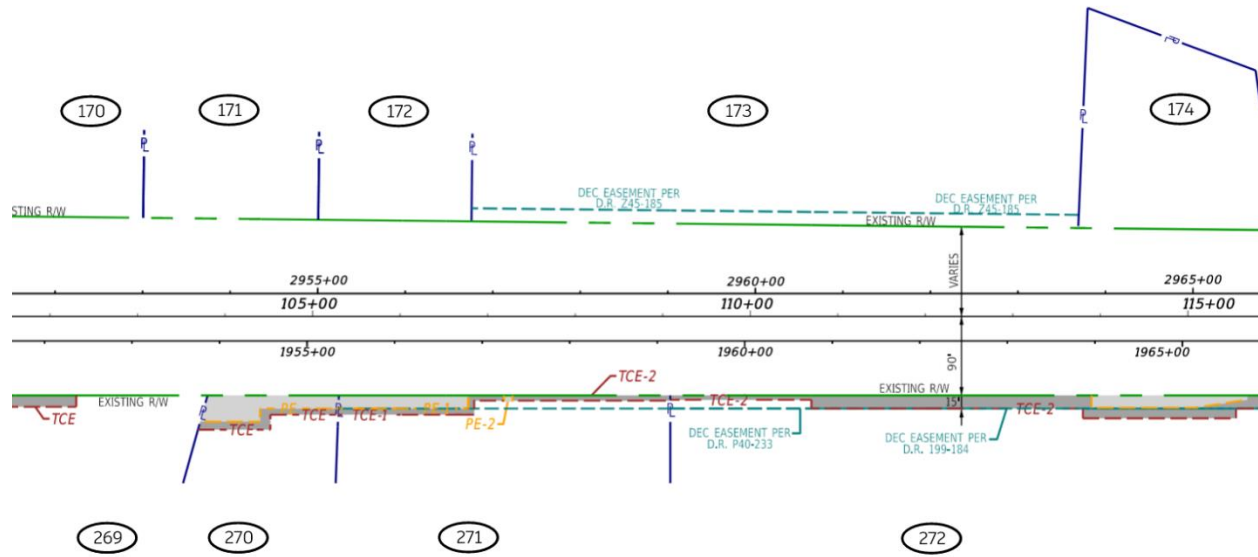 170
171
172
173
174
PL
PL
PL
PL
PL
DEC EASEMENT PER
D.R. Z45-185
DEC EASEMENT PER
D.R. Z45-185
STING R/W
EXISTING R/W
VARIES
2955+00
2960+00
2965+00
105+00
110+00
115+00
1955+00
1960+00
1965+00
90'
TCE-2
EXISTING R/W
EXISTING R/W
TCE
PL
PE
PL
PE-1
TCE
TCE
TCE-1
PE-2
TCE-2
PL
15'
TCE-2
DEC EASEMENT PER
D.R. P40-233
DEC EASEMENT PER
D.R. 199-184
269
270
271
272